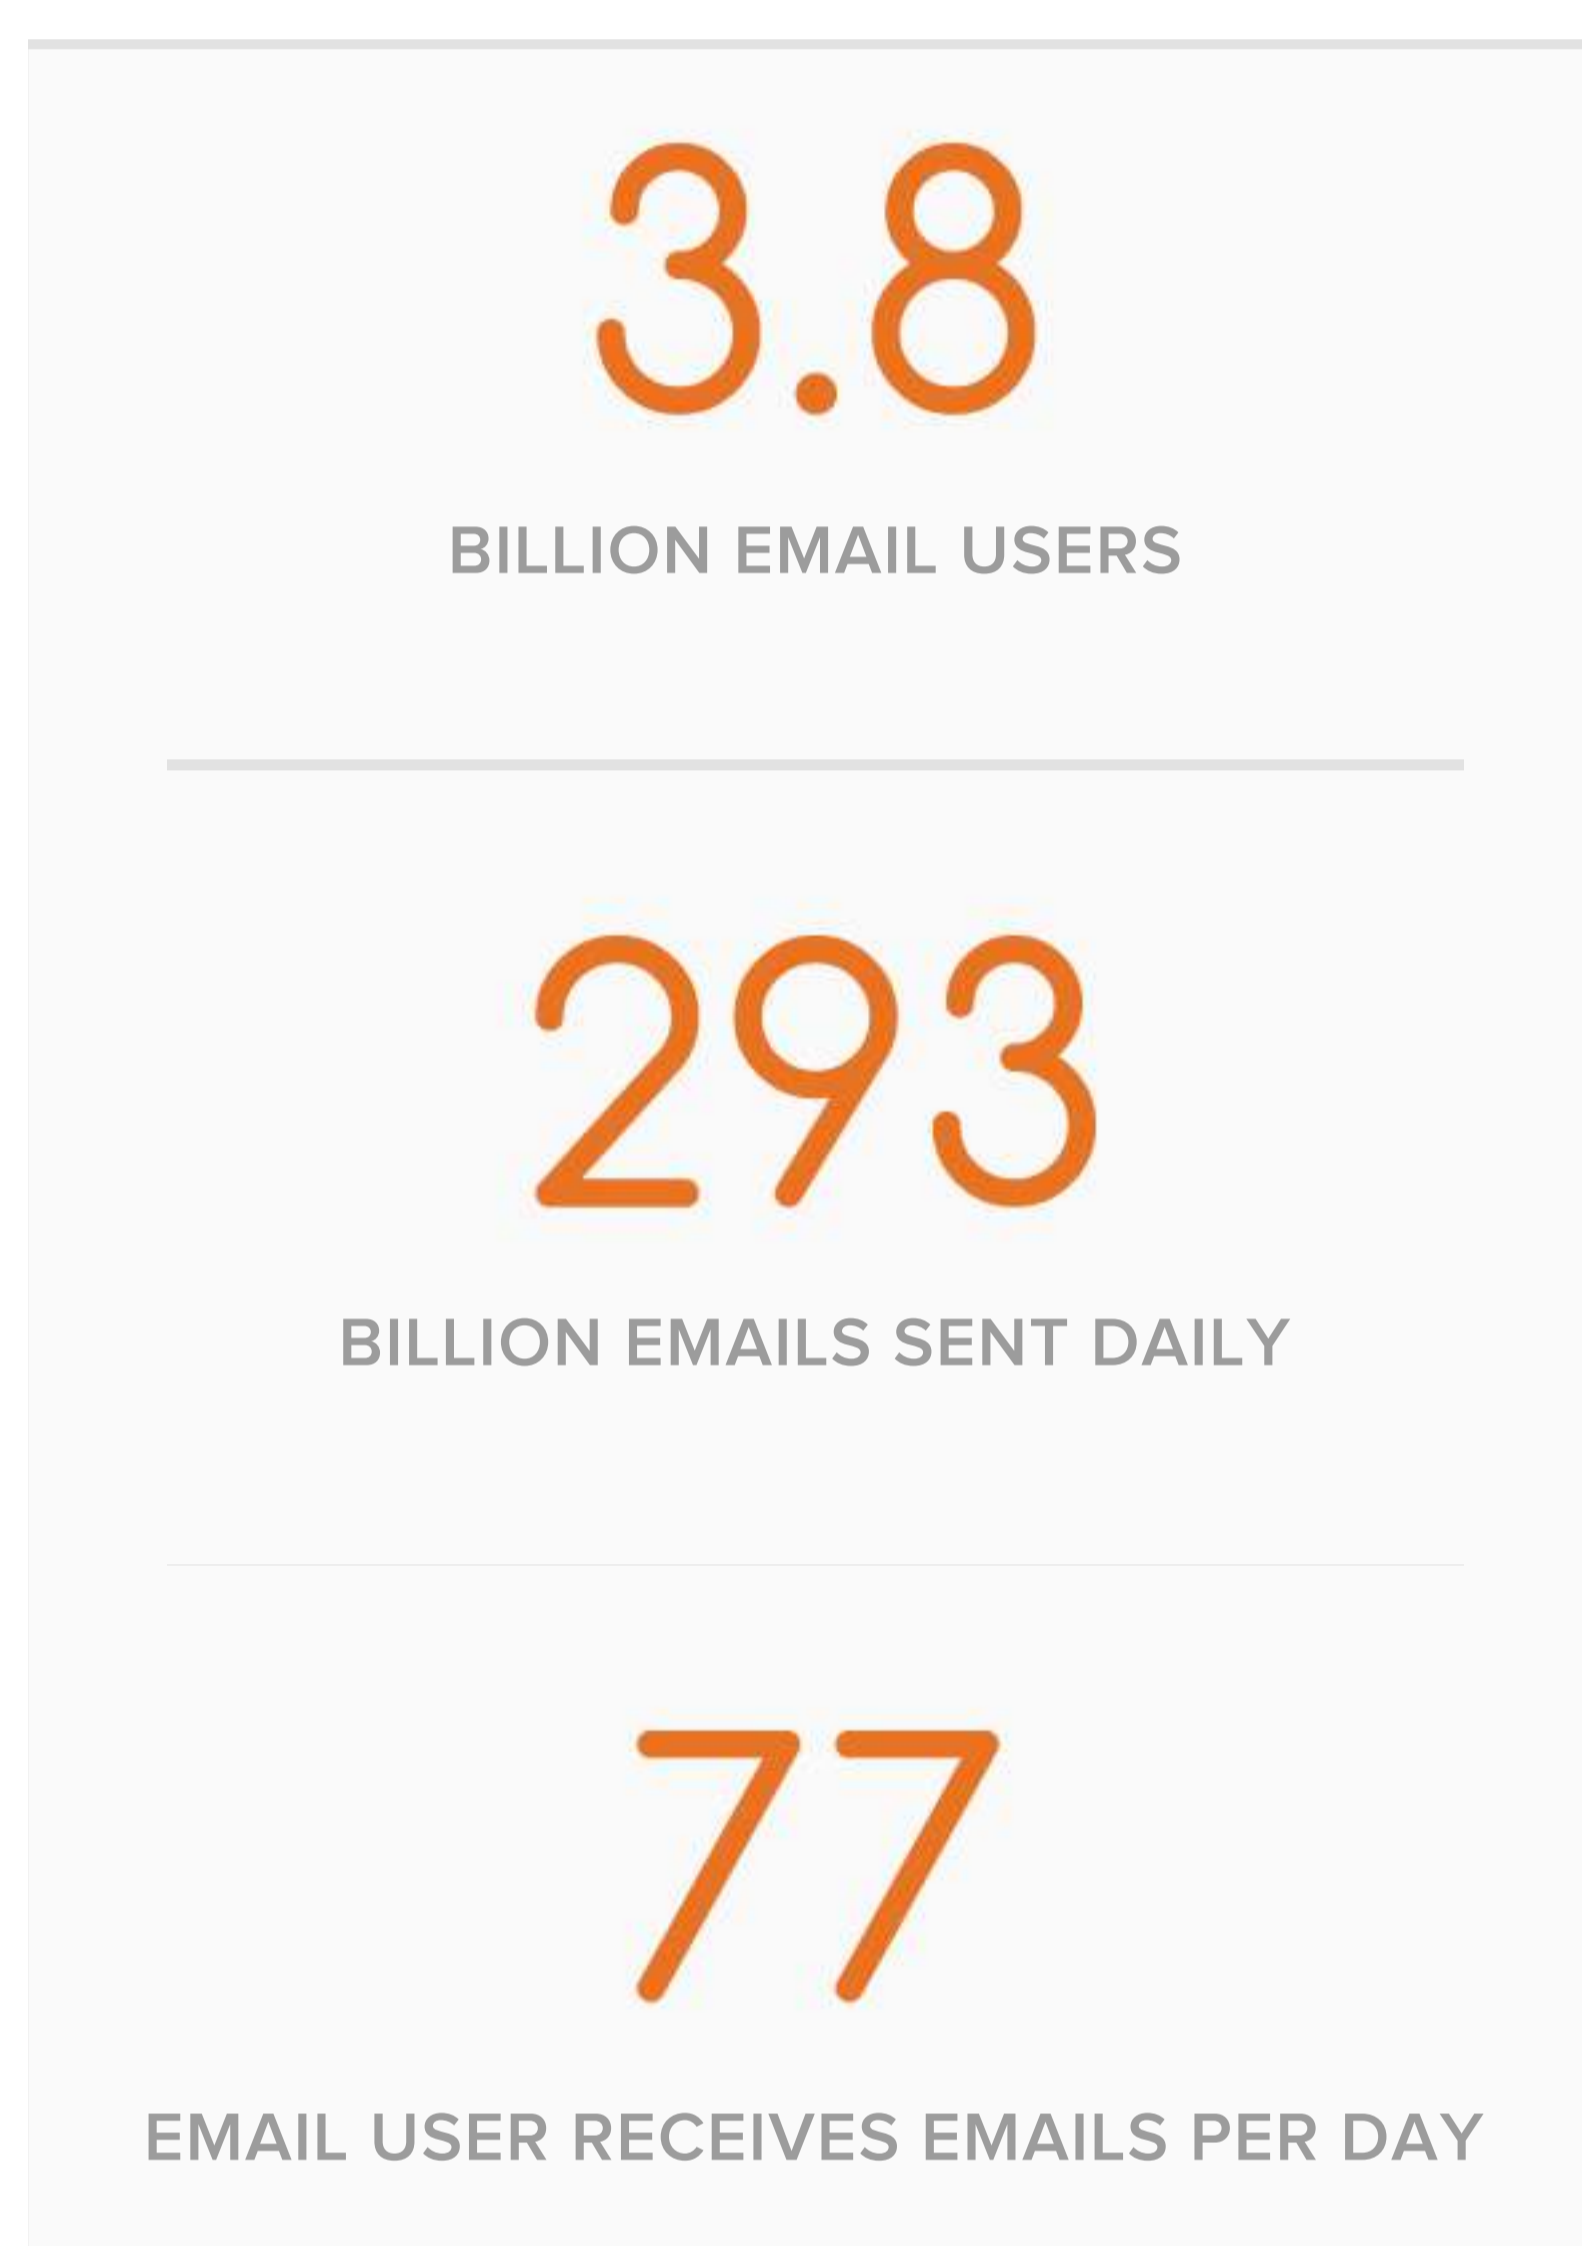 3.8
BILLION EMAIL USERS
293
BILLION EMAILS SENT DAILY
77
EMAIL USER RECEIVES EMAILS PER DAY